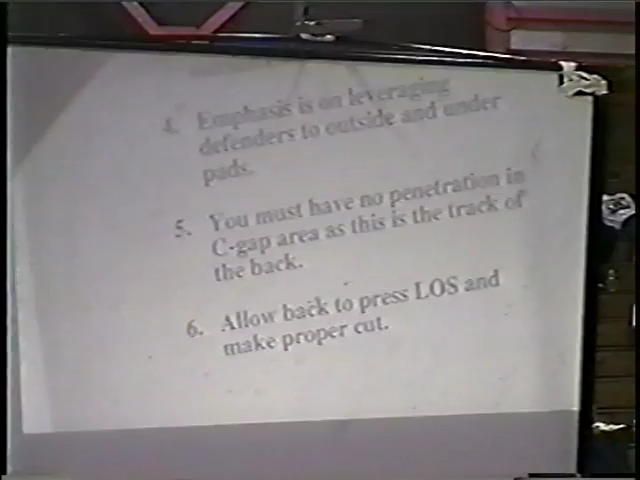 4. Emphasis is on leveraging
defenders to outside and under
pads.
5. You must have no penetration in
C-gap area as this is the track of
the back.
6. Allow back to press LOS and
make proper cut.